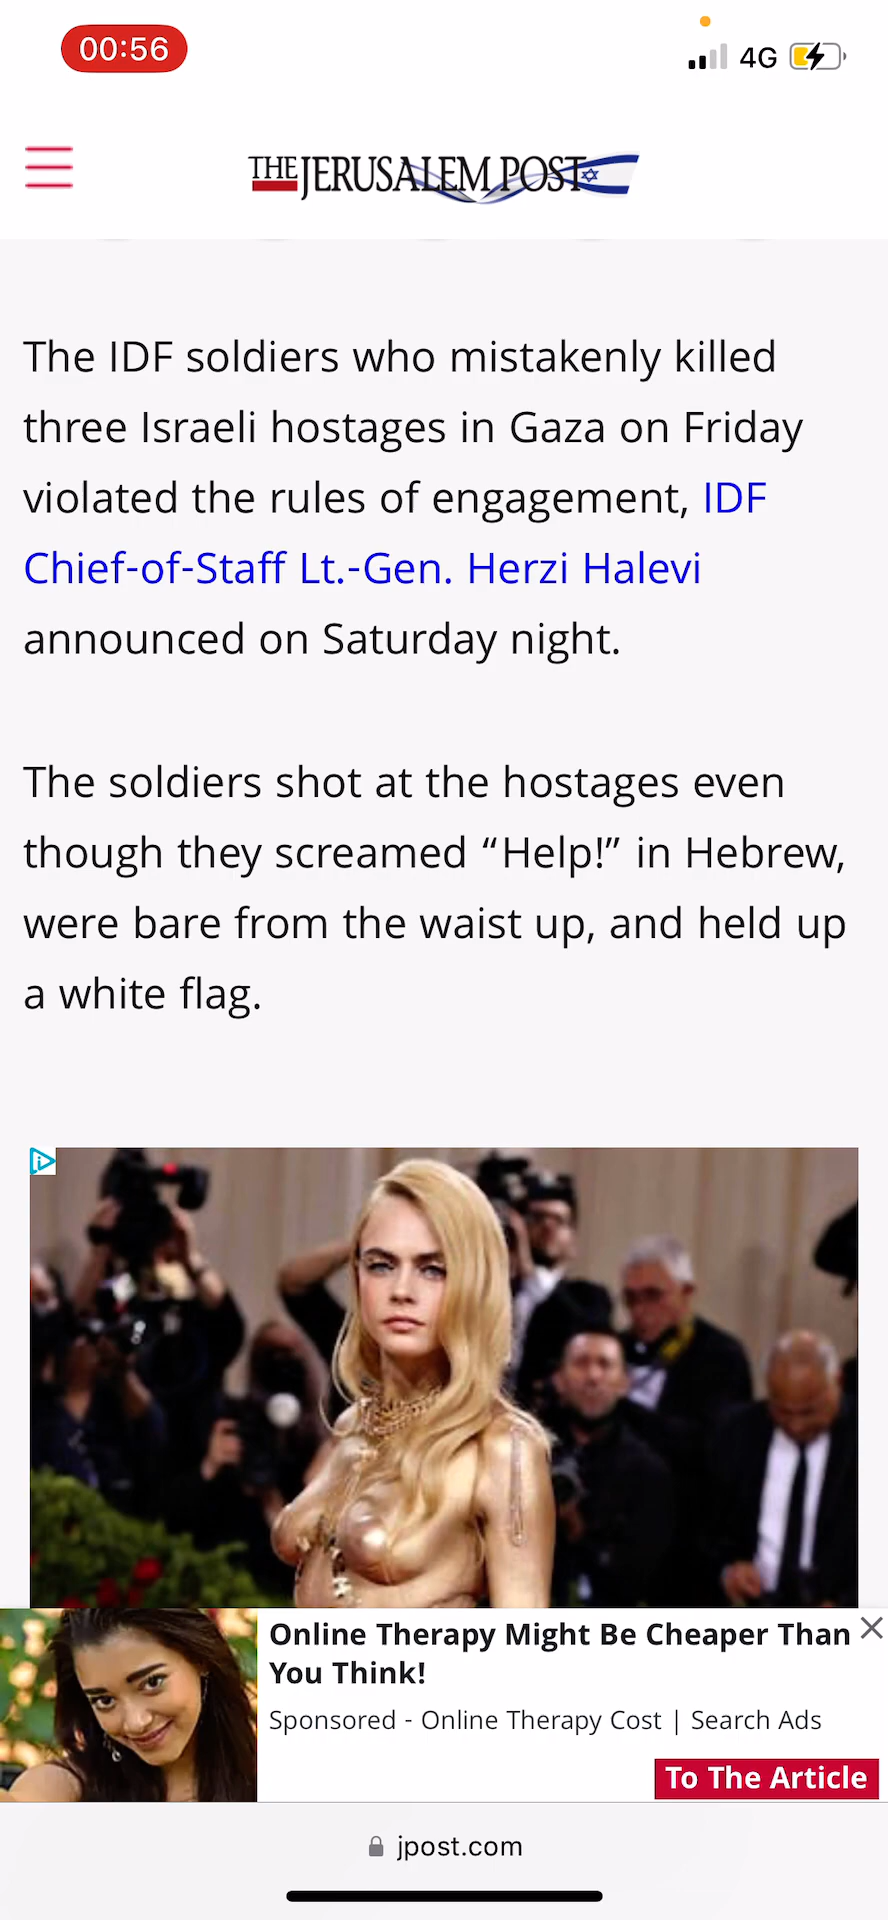 00:56
4G
THE JERUSALEM POST
The IDF soldiers who mistakenly killed
three Israeli hostages in Gaza on Friday
violated the rules of engagement, IDF
Chief-of-Staff Lt.-Gen. Herzi Halevi
announced on Saturday night.
The soldiers shot at the hostages even
though they screamed “Help!” in Hebrew,
were bare from the waist up, and held up
a white flag.
Online Therapy Might Be Cheaper Than
You Think!
Sponsored - Online Therapy Cost | Search Ads
To The Article
jpost.com